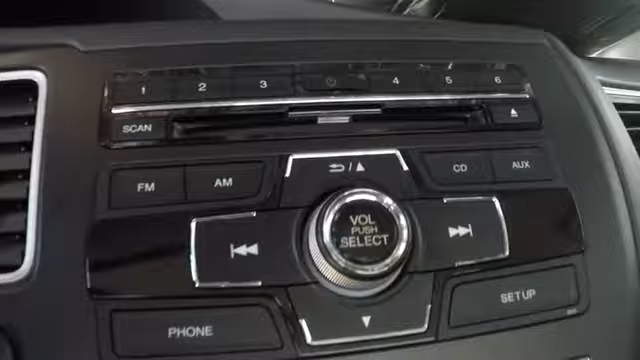 1 2 3 4 5 6
SCAN
FM AM CD AUX
VOL
PUSH
SELECT
PHONE SETUP